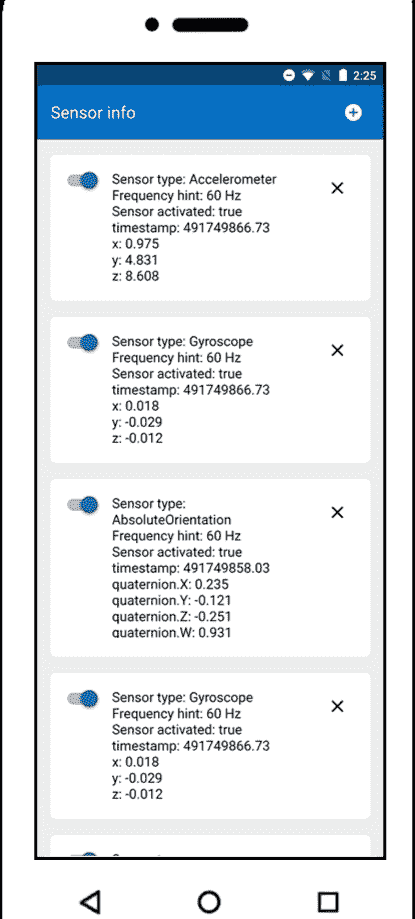 2:25
Sensor info
Sensor type: Accelerometer
Frequency hint: 60 Hz
Sensor activated: true
timestamp: 491749866.73
x: 0.975
y: 4.831
z: 8.608
Sensor type: Gyroscope
Frequency hint: 60 Hz
Sensor activated: true
timestamp: 491749866.73
x: 0.018
y: -0.029
z: -0.012
Sensor type:
AbsoluteOrientation
Frequency hint: 60 Hz
Sensor activated: true
timestamp: 491749858.03
quaternion.X: 0.235
quaternion.Y: -0.121
quaternion.Z: -0.251
quaternion.W: 0.931
Sensor type: Gyroscope
Frequency hint: 60 Hz
Sensor activated: true
timestamp: 491749866.73
x: 0.018
y: -0.029
z: -0.012